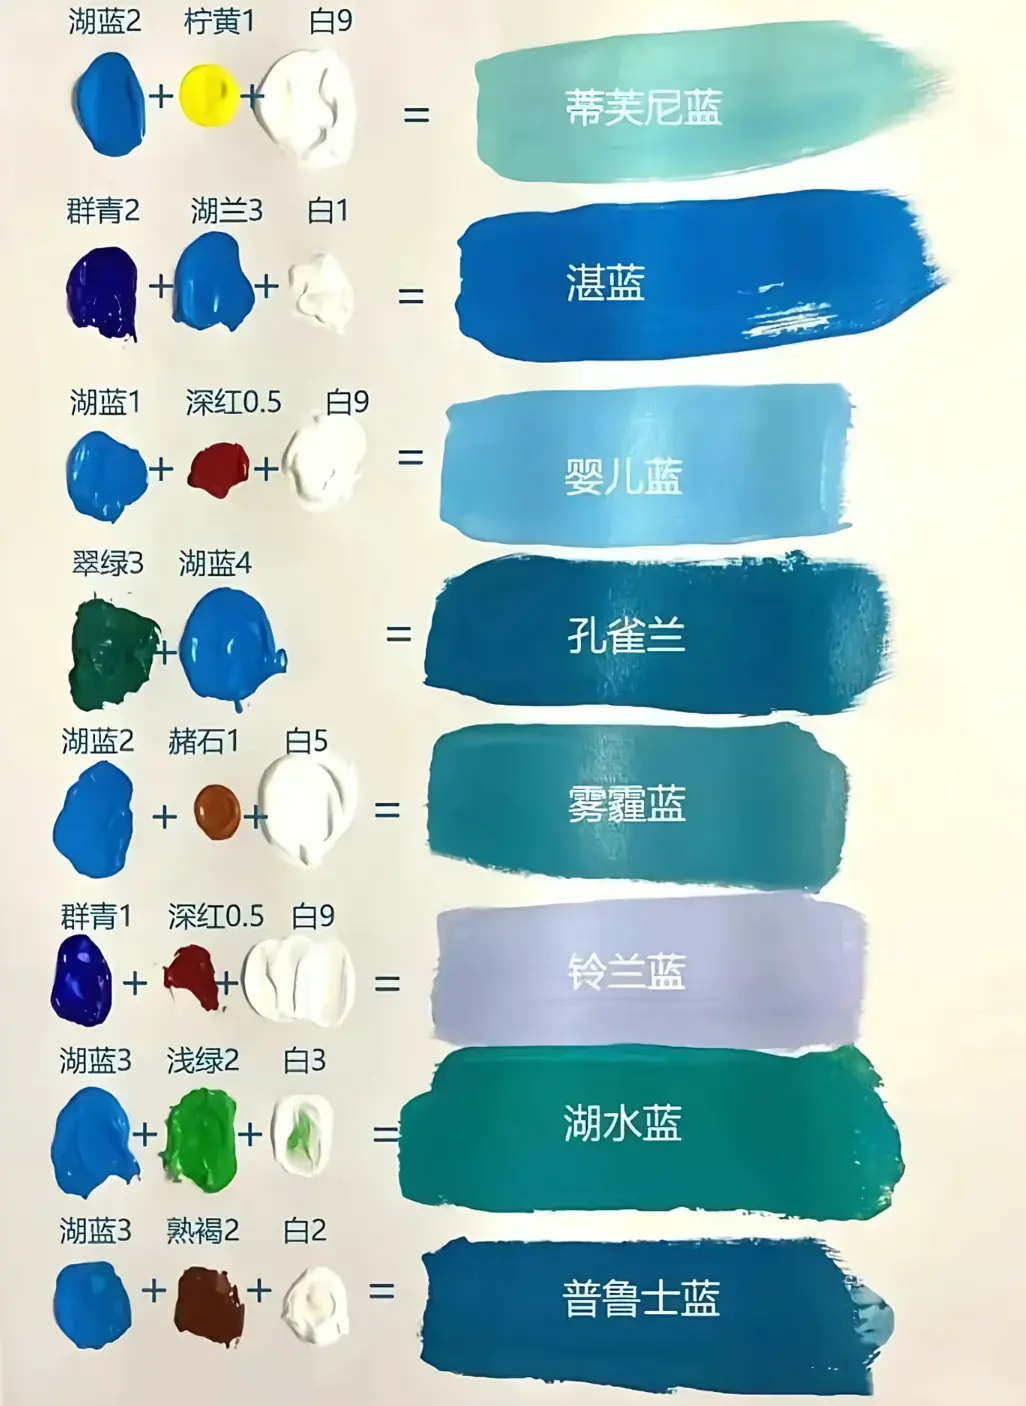 湖蓝2 柠黄1 白9
+ + =
蒂芙尼蓝
群青2 湖兰3 白1
+ + =
湛蓝
湖蓝1 深红0.5 白9
+ + =
婴儿蓝
翠绿3 湖蓝4
+ =
孔雀兰
湖蓝2 赭石1 白5
+ + =
雾霾蓝
群青1 深红0.5 白9
+ + =
铃兰蓝
湖蓝3 浅绿2 白3
+ + =
湖水蓝
湖蓝3 熟褐2 白2
+ + =
普鲁士蓝